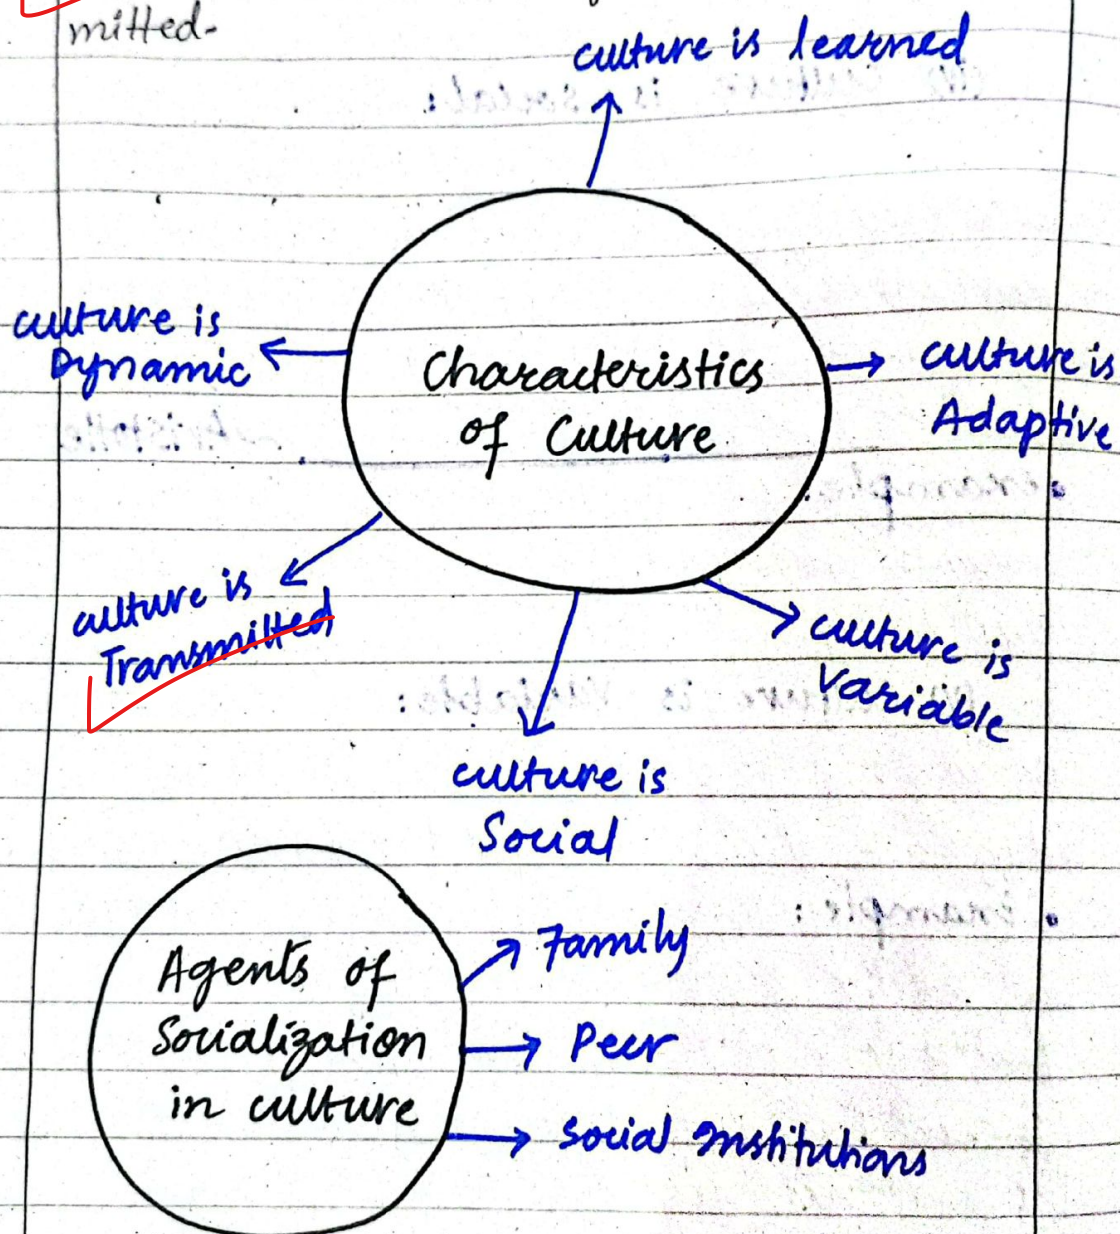 mitted-
culture is learned
culture is
Dynamic
Characteristics
of Culture
culture is
Adaptive
culture is
Transmitted
culture is
variable
culture is
Social
Agents of
Socialization
in culture
Family
Peer
Social Institutions